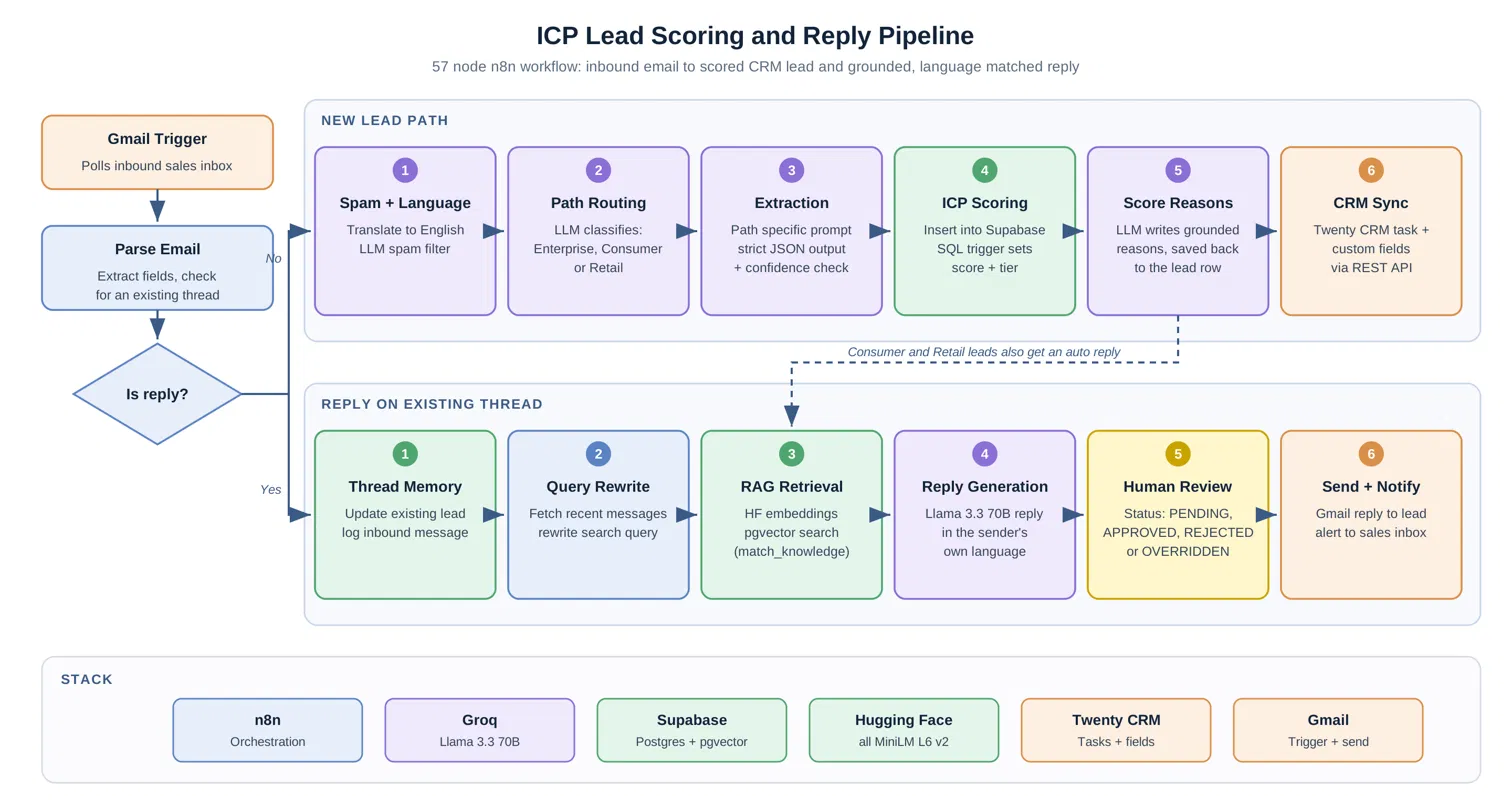 ICP Lead Scoring and Reply Pipeline
57 node n8n workflow: inbound email to scored CRM lead and grounded, language matched reply
Gmail Trigger
Polls inbound sales inbox
Parse Email
Extract fields, check
for an existing thread
Is reply?
No
Yes
NEW LEAD PATH
1
Spam + Language
Translate to English
LLM spam filter
2
Path Routing
LLM classifies:
Enterprise, Consumer
or Retail
3
Extraction
Path specific prompt
strict JSON output
+ confidence check
4
ICP Scoring
Insert into Supabase
SQL trigger sets
score + tier
5
Score Reasons
LLM writes grounded
reasons, saved back
to the lead row
6
CRM Sync
Twenty CRM task +
custom fields
via REST API
Consumer and Retail leads also get an auto reply
REPLY ON EXISTING THREAD
1
Thread Memory
Update existing lead
log inbound message
2
Query Rewrite
Fetch recent messages
rewrite search query
3
RAG Retrieval
HF embeddings
pgvector search
(match_knowledge)
4
Reply Generation
Llama 3.3 70B reply
in the sender's
own language
5
Human Review
Status: PENDING,
APPROVED, REJECTED
or OVERRIDDEN
6
Send + Notify
Gmail reply to lead
alert to sales inbox
STACK
n8n
Orchestration
Groq
Llama 3.3 70B
Supabase
Postgres + pgvector
Hugging Face
all MiniLM L6 v2
Twenty CRM
Tasks + fields
Gmail
Trigger + send